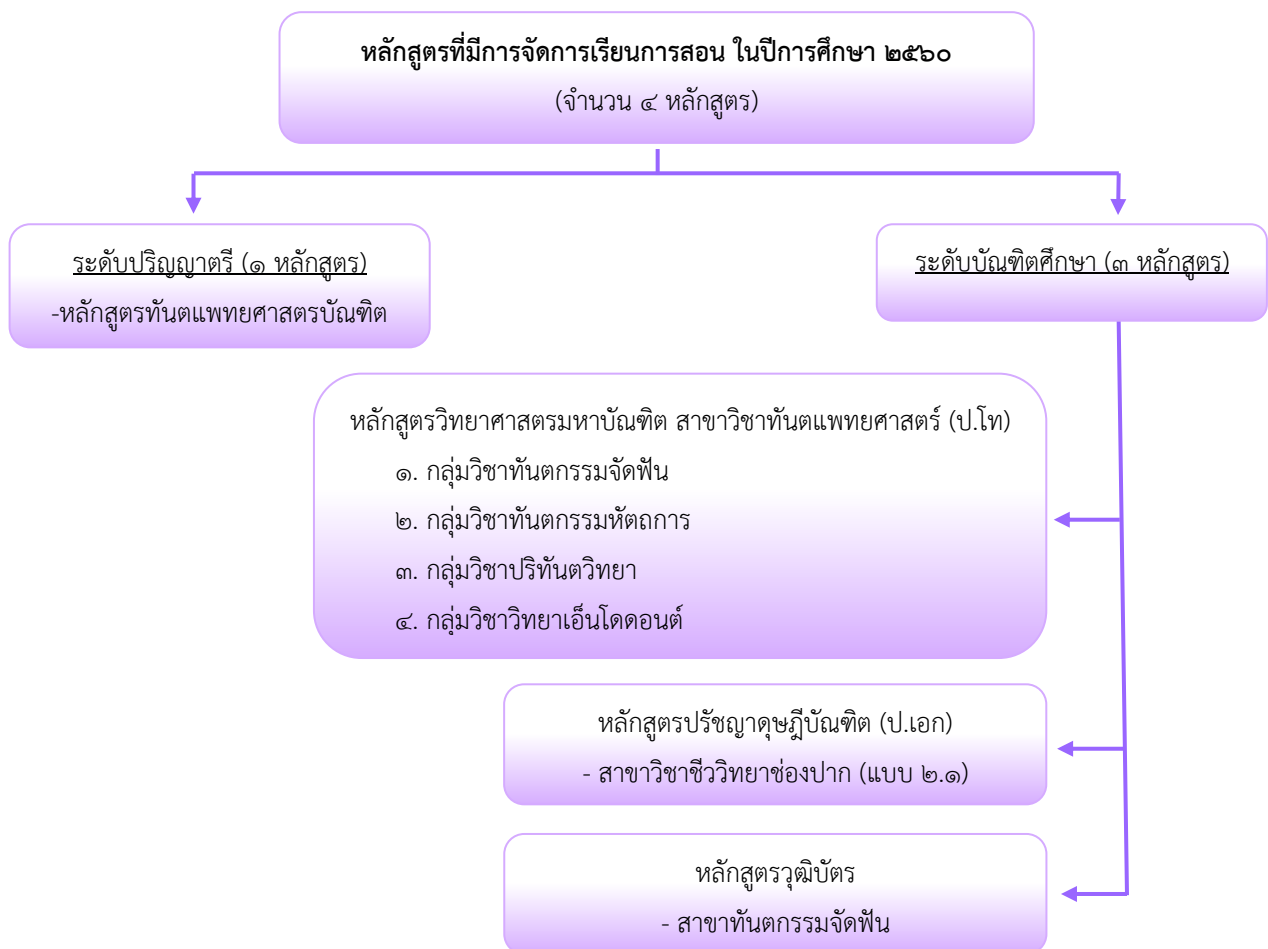 หลักสูตรที่มีการจัดการเรียนการสอน ในปีการศึกษา ๒๕๖๐
(จำนวน ๔ หลักสูตร)
ระดับปริญญาตรี (๑ หลักสูตร)
-หลักสูตรทันตแพทยศาสตรบัณฑิต
ระดับบัณฑิตศึกษา (๓ หลักสูตร)
หลักสูตรวิทยาศาสตรมหาบัณฑิต สาขาวิชาทันตแพทยศาสตร์ (ป.โท)
๑. กลุ่มวิชาทันตกรรมจัดฟัน
๒. กลุ่มวิชาทันตกรรมหัตถการ
๓. กลุ่มวิชาปริทันตวิทยา
๔. กลุ่มวิชาวิทยาเอ็นโดดอนต์
หลักสูตรปรัชญาดุษฎีบัณฑิต (ป.เอก)
- สาขาวิชาชีววิทยาช่องปาก (แบบ ๒.๑)
หลักสูตรวุฒิบัตร
- สาขาทันตกรรมจัดฟัน